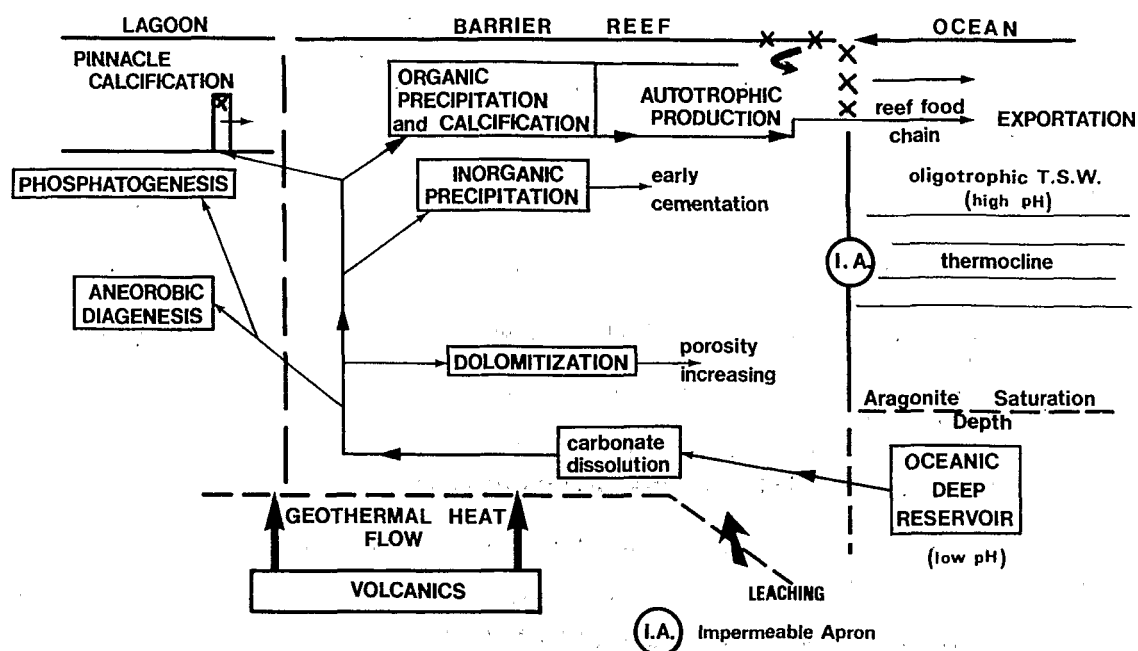 LAGOON
BARRIER REEF
OCEAN
PINNACLE
CALCIFICATION
ORGANIC
PRECIPITATION
and CALCIFICATION
AUTOTROPHIC
PRODUCTION
reef food
chain
EXPORTATION
PHOSPHATOGENESIS
INORGANIC
PRECIPITATION
early
cementation
oligotrophic T.S.W.
(high pH)
I.A.
thermocline
ANEOROBIC
DIAGENESIS
DOLOMITIZATION
porosity
increasing
Aragonite Saturation
Depth
carbonate
dissolution
OCEANIC
DEEP
RESERVOIR
(low pH)
GEOTHERMAL HEAT
FLOW
VOLCANICS
LEACHING
I.A. Impermeable Apron